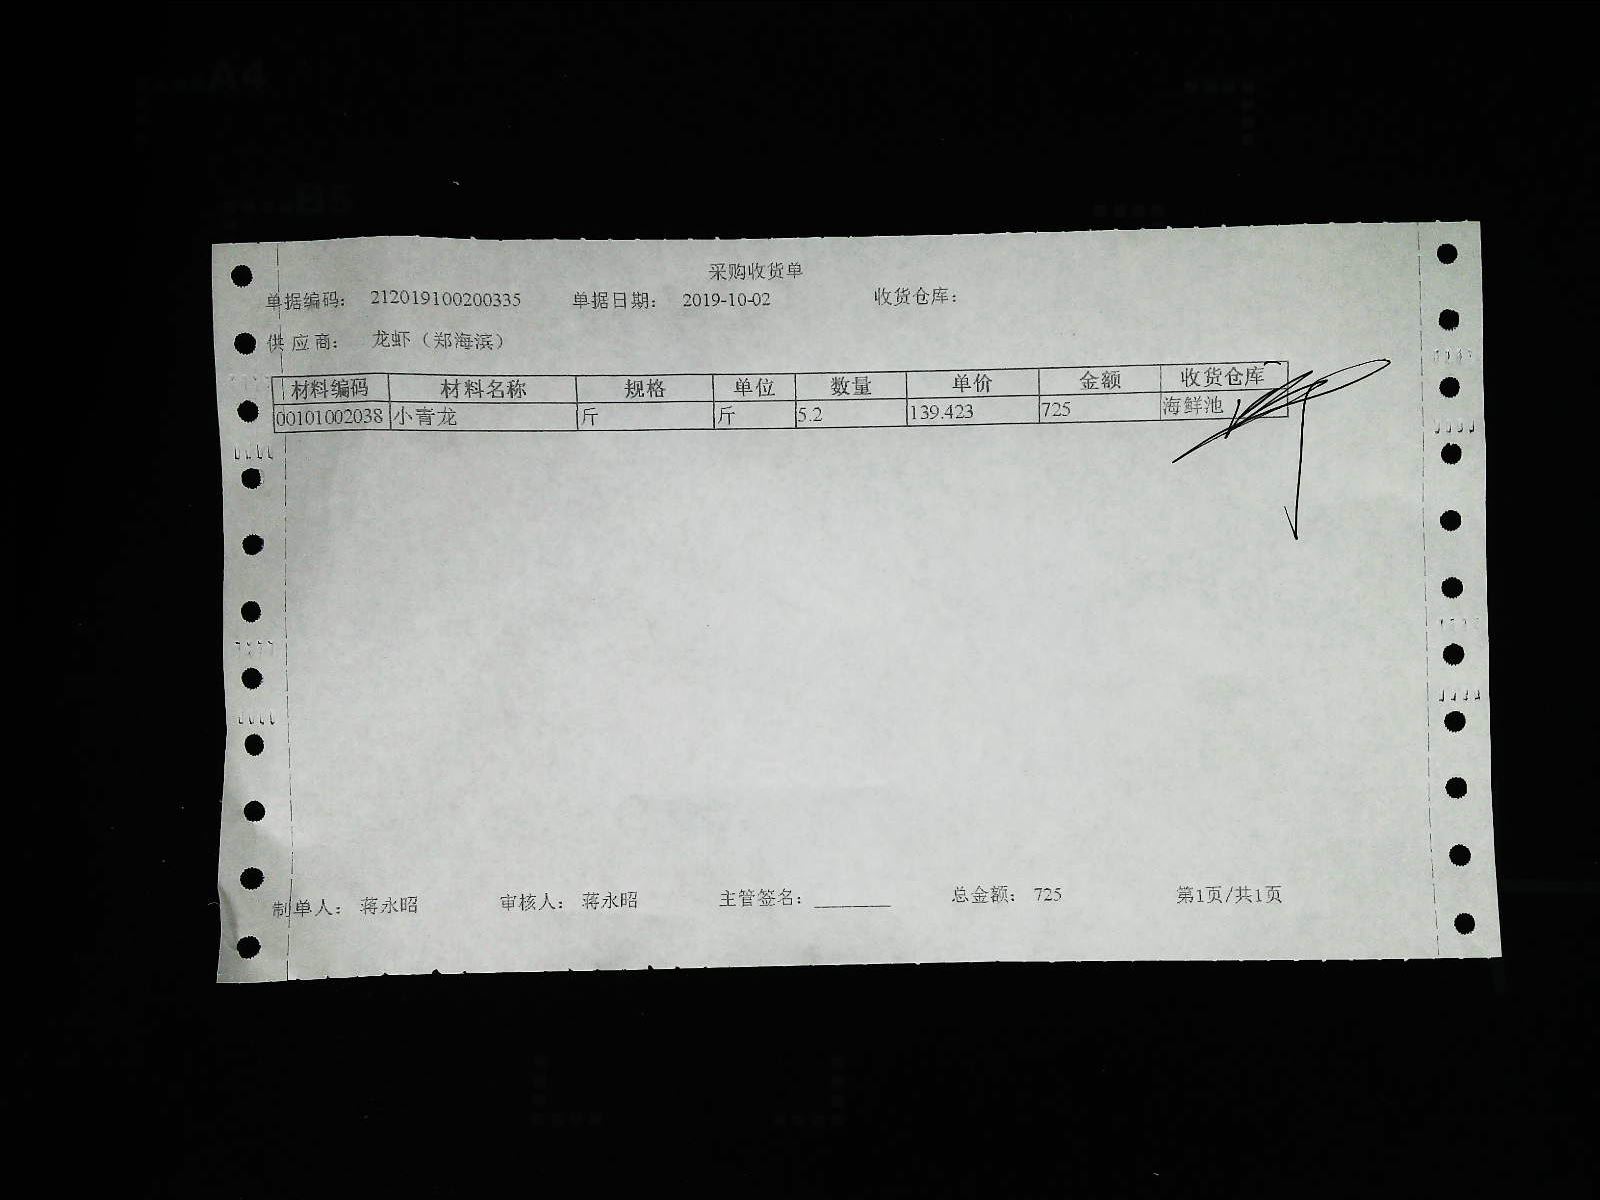 采购收货单
单据编码： 212019100200335 单据日期： 2019-10-02 收货仓库：
供 应 商： 龙虾（郑海滨）
材料编码 材料名称 规格 单位 数量 单价 金额 收货仓库
00101002038 小青龙 斤 斤 5.2 139.423 725 海鲜池
制单人： 蒋永昭 审核人： 蒋永昭 主管签名：________ 总金额： 725 第1页/共1页